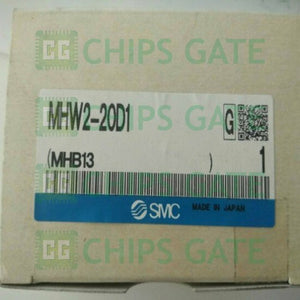 CHIPS GATE
MHW2-20D1
G
(MHB13 )
1
SMC
MADE IN JAPAN
CHIPS GATE